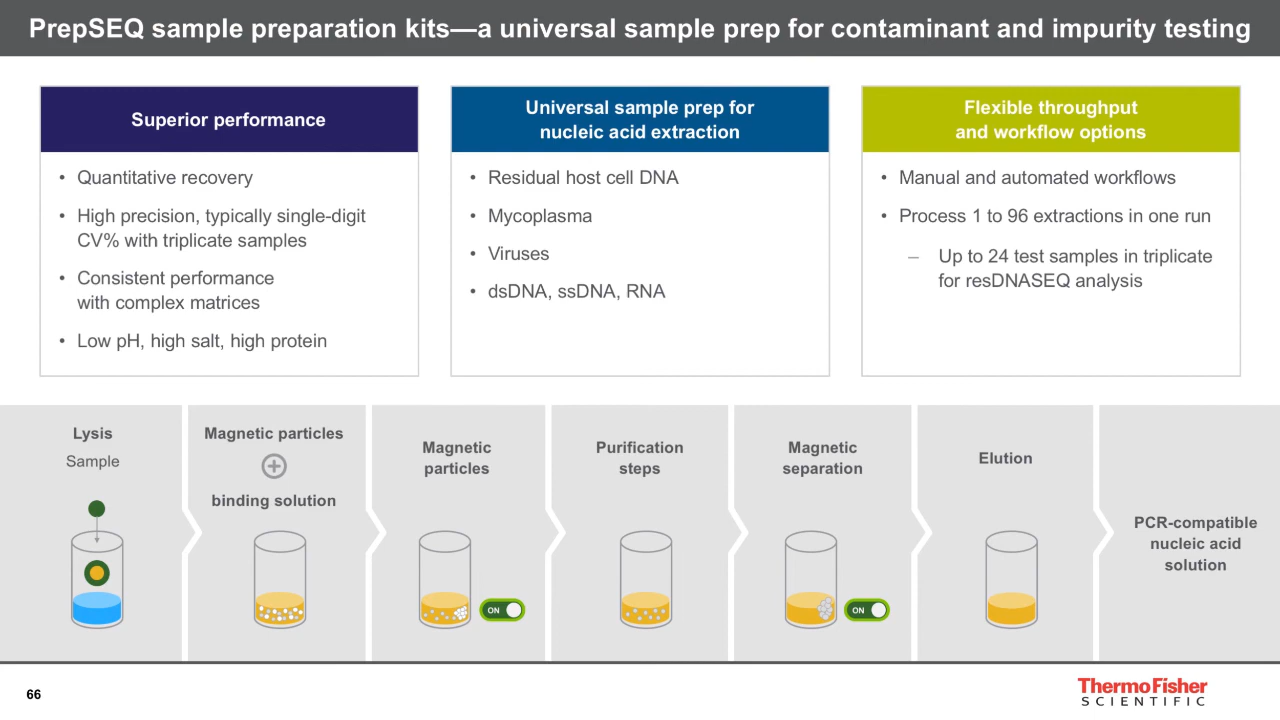 PrepSEQ sample preparation kits—a universal sample prep for contaminant and impurity testing
Superior performance
• Quantitative recovery
• High precision, typically single-digit
CV% with triplicate samples
• Consistent performance
with complex matrices
• Low pH, high salt, high protein
Universal sample prep for
nucleic acid extraction
• Residual host cell DNA
• Mycoplasma
• Viruses
• dsDNA, ssDNA, RNA
Flexible throughput
and workflow options
• Manual and automated workflows
• Process 1 to 96 extractions in one run
– Up to 24 test samples in triplicate
for resDNASEQ analysis
Lysis
Sample
Magnetic particles
+
binding solution
Magnetic
particles
ON
Purification
steps
Magnetic
separation
ON
Elution
PCR-compatible
nucleic acid
solution
66
ThermoFisher
SCIENTIFIC